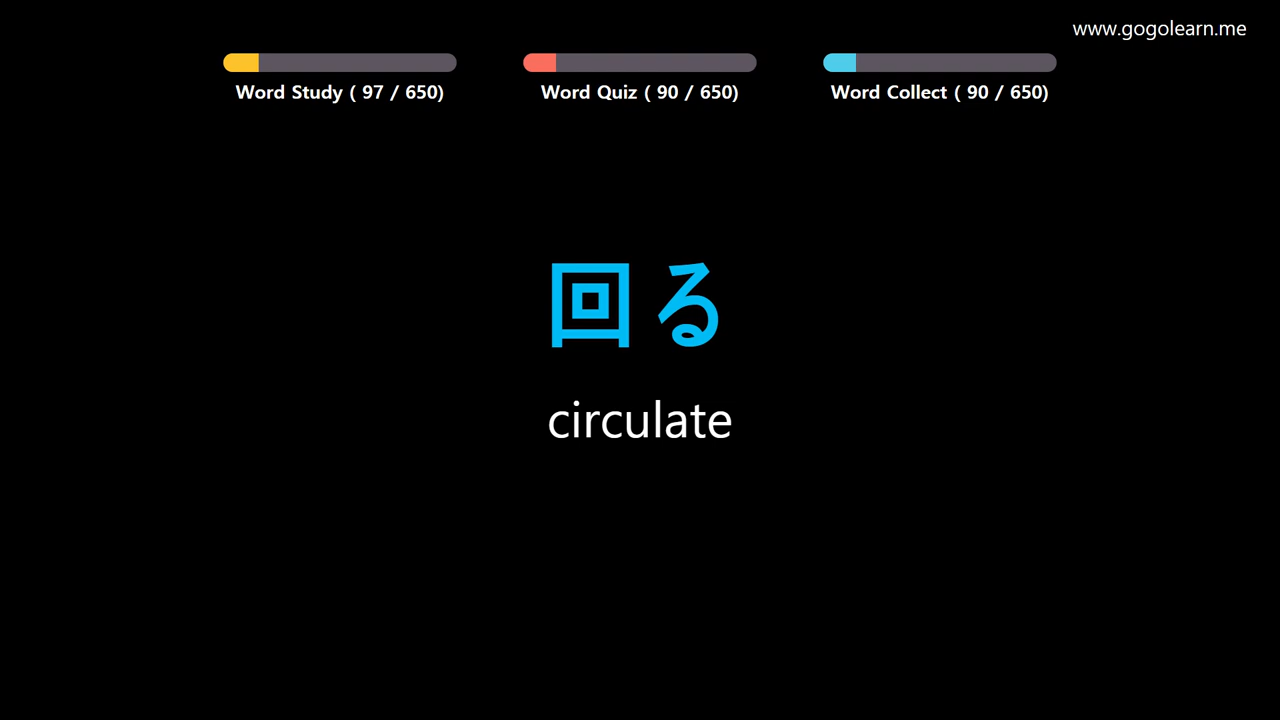 www.gogolearn.me
Word Study ( 97 / 650)
Word Quiz ( 90 / 650)
Word Collect ( 90 / 650)
回る
circulate